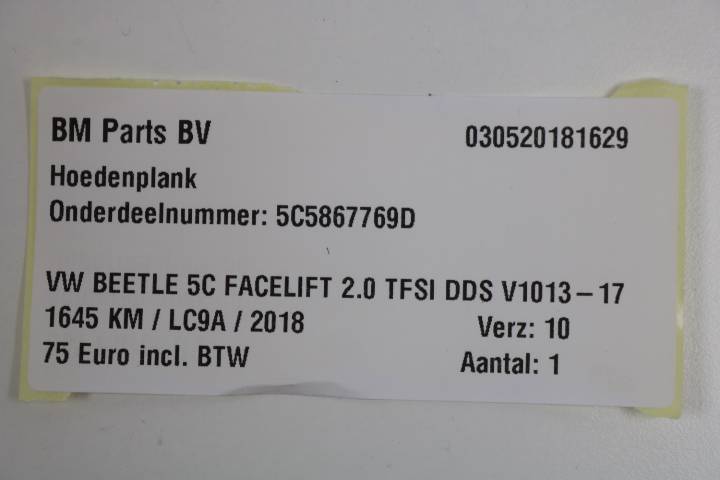 BM Parts BV 030520181629
Hoedenplank
Onderdeelnummer: 5C5867769D
VW BEETLE 5C FACELIFT 2.0 TFSI DDS V1013-17
1645 KM / LC9A / 2018 Verz: 10
75 Euro incl. BTW Aantal: 1